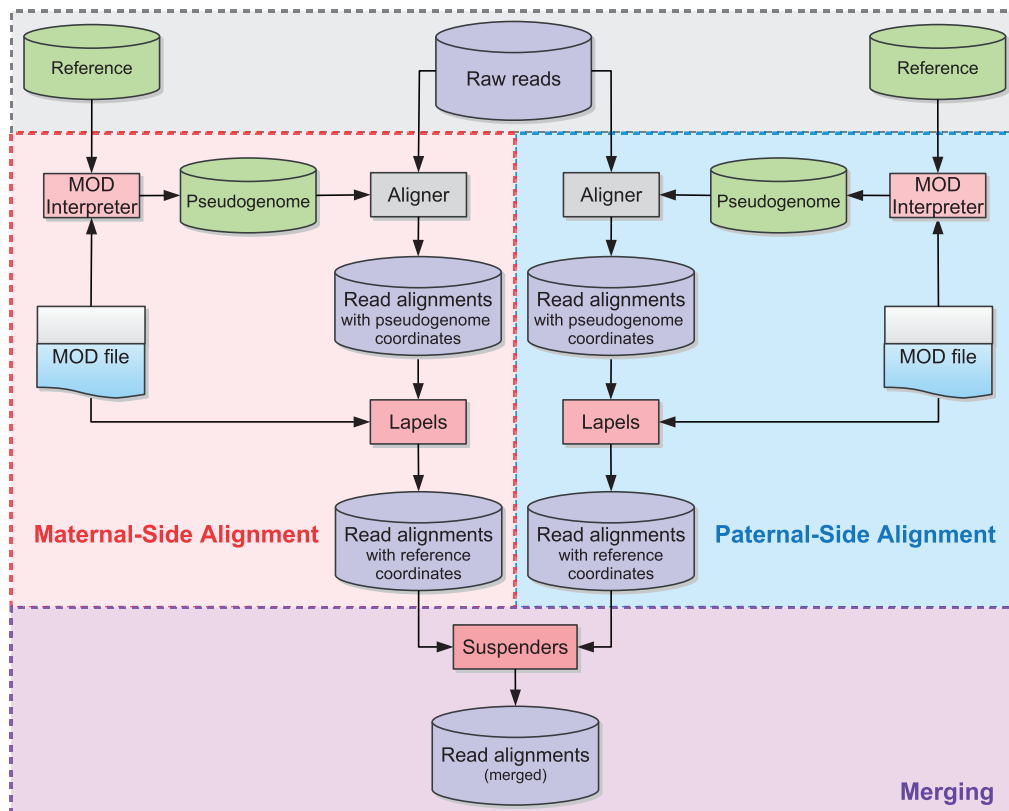 Reference
Raw reads
Reference
MOD
Interpreter
Pseudogenome
Aligner
Aligner
Pseudogenome
MOD
Interpreter
Read alignments
with pseudogenome
coordinates
Read alignments
with pseudogenome
coordinates
MOD file
MOD file
Lapels
Lapels
Maternal-Side Alignment
Read alignments
with reference
coordinates
Read alignments
with reference
coordinates
Paternal-Side Alignment
Suspenders
Read alignments
(merged)
Merging